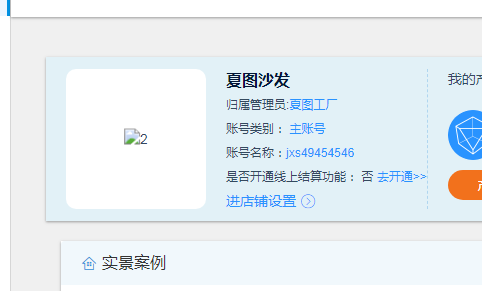 2
夏图沙发
归属管理员:夏图工厂
账号类别： 主账号
账号名称：jxs49454546
是否开通线上结算功能： 否 去开通>>
进店铺设置
我的
实景案例